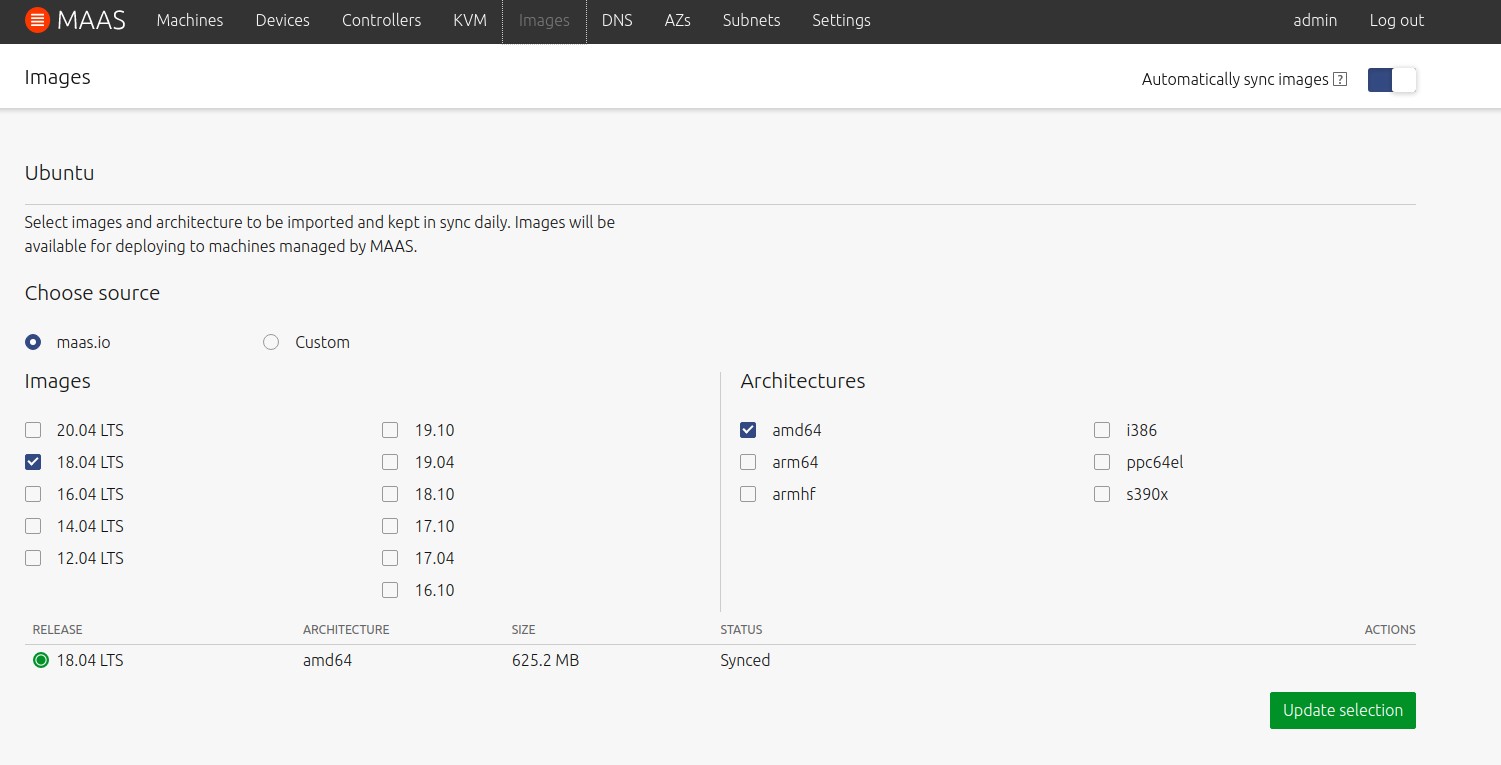 MAAS Machines Devices Controllers KVM Images DNS AZs Subnets Settings admin Log out
Images Automatically sync images ?
Ubuntu
Select images and architecture to be imported and kept in sync daily. Images will be
available for deploying to machines managed by MAAS.
Choose source
maas.io Custom
Images Architectures
20.04 LTS 19.10 amd64 i386
18.04 LTS 19.04 arm64 ppc64el
16.04 LTS 18.10 armhf s390x
14.04 LTS 17.10
12.04 LTS 17.04
16.10
RELEASE ARCHITECTURE SIZE STATUS ACTIONS
18.04 LTS amd64 625.2 MB Synced
Update selection